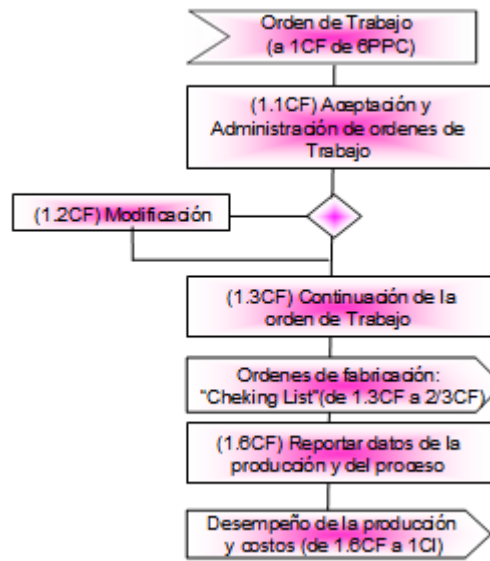 Orden de Trabajo
(a 1CF de 6PPC)
(1.1CF) Aceptación y
Administración de ordenes de
Trabajo
(1.2CF) Modificación
(1.3CF) Continuación de la
orden de Trabajo
Ordenes de fabricación:
"Cheking List"(de 1.3CF a 2/3CF)
(1.6CF) Reportar datos de la
producción y del proceso
Desempeño de la producción
y costos (de 1.6CF a 1CI)